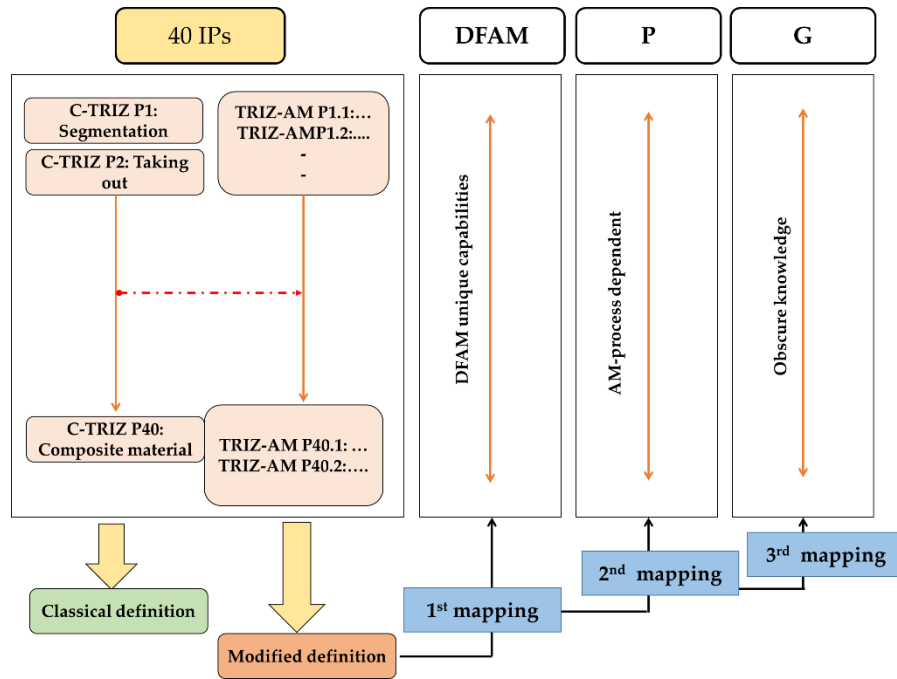 40 IPs
DFAM
P
G
C-TRIZ P1:
Segmentation
C-TRIZ P2: Taking
out
TRIZ-AM P1.1:…
TRIZ-AMP1.2:....
-
-
C-TRIZ P40:
Composite material
TRIZ-AM P40.1: …
TRIZ-AM P40.2:….
DFAM unique capabilities
AM-process dependent
Obscure knowledge
Classical definition
Modified definition
1st mapping
2nd mapping
3rd mapping